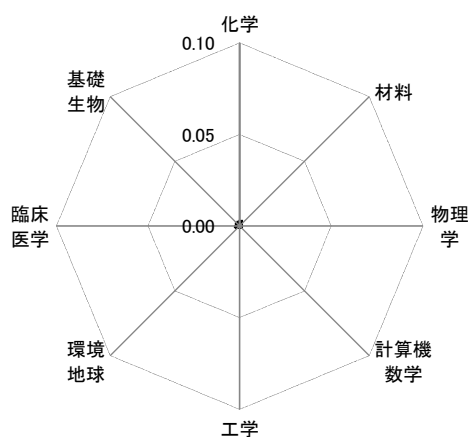 化学
0.10
基礎
生物
材料
0.05
臨床
医学
0.00
物理
学
環境
地球
計算機
数学
工学